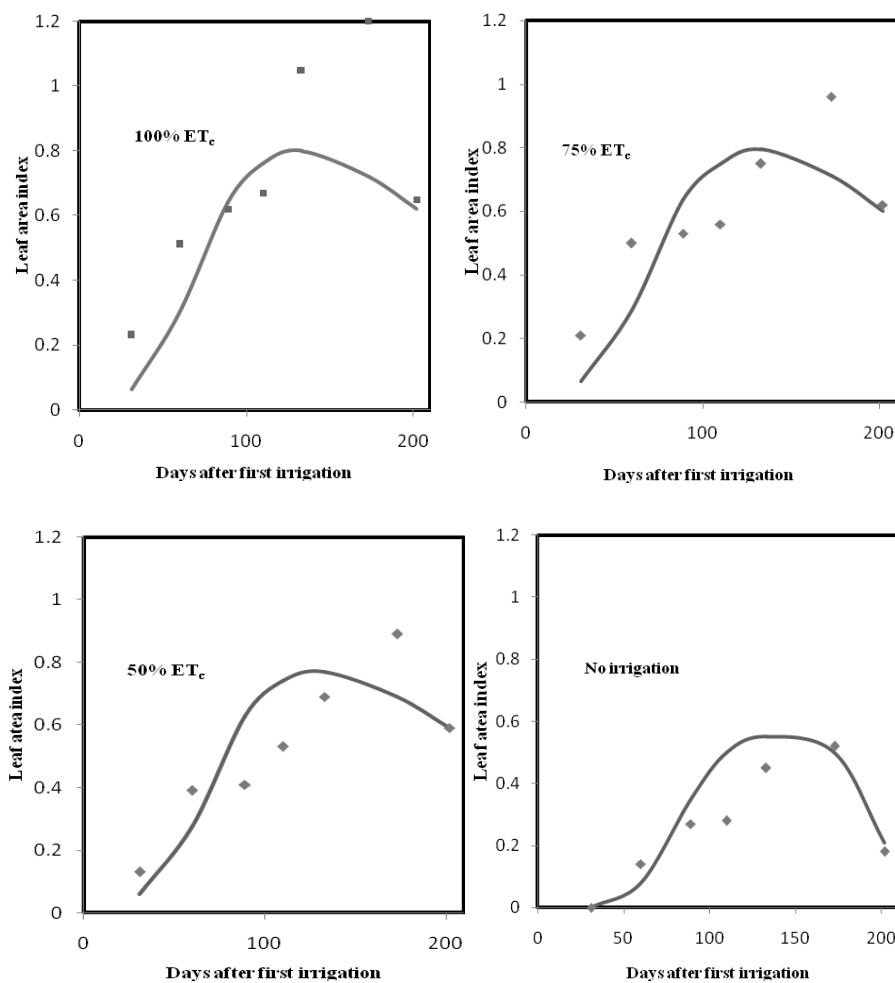 1.2
1
0.8
0.6
0.4
0.2
0
Leaf area index
100% ETc
0 100 200
Days after first irrigation
1.2
1
0.8
0.6
0.4
0.2
0
Leaf area index
75% ETc
0 100 200
Days after first irrigation
1.2
1
0.8
0.6
0.4
0.2
0
Leaf atea index
50% ETc
0 100 200
Days after first irrigation
1.2
1
0.8
0.6
0.4
0.2
0
Leaf atea index
No irrigation
0 50 100 150 200
Days after first irrigation